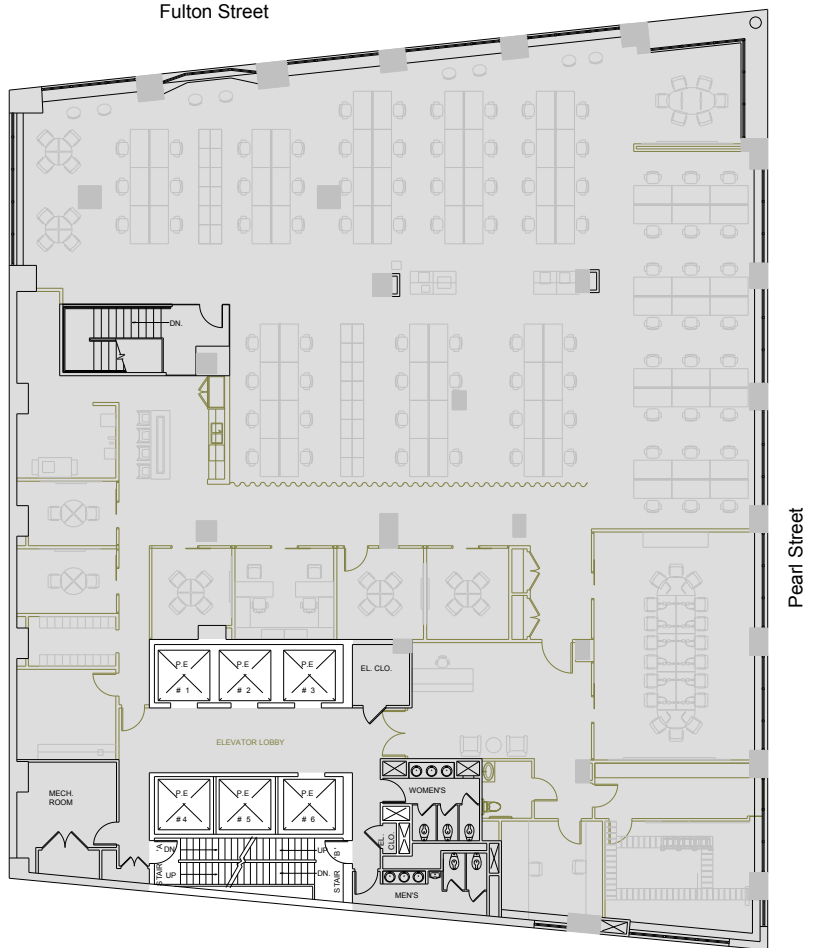 Fulton Street
Pearl Street
DN.
P.E
# 1
P.E
# 2
P.E
# 3
EL. CLO.
ELEVATOR LOBBY
MECH.
ROOM
P.E
#4
P.E
# 5
P.E
# 6
WOMEN'S
EL.
CLO.
STAIR 'A'
DN
UP
UP
DN.
STAIR 'B'
MEN'S